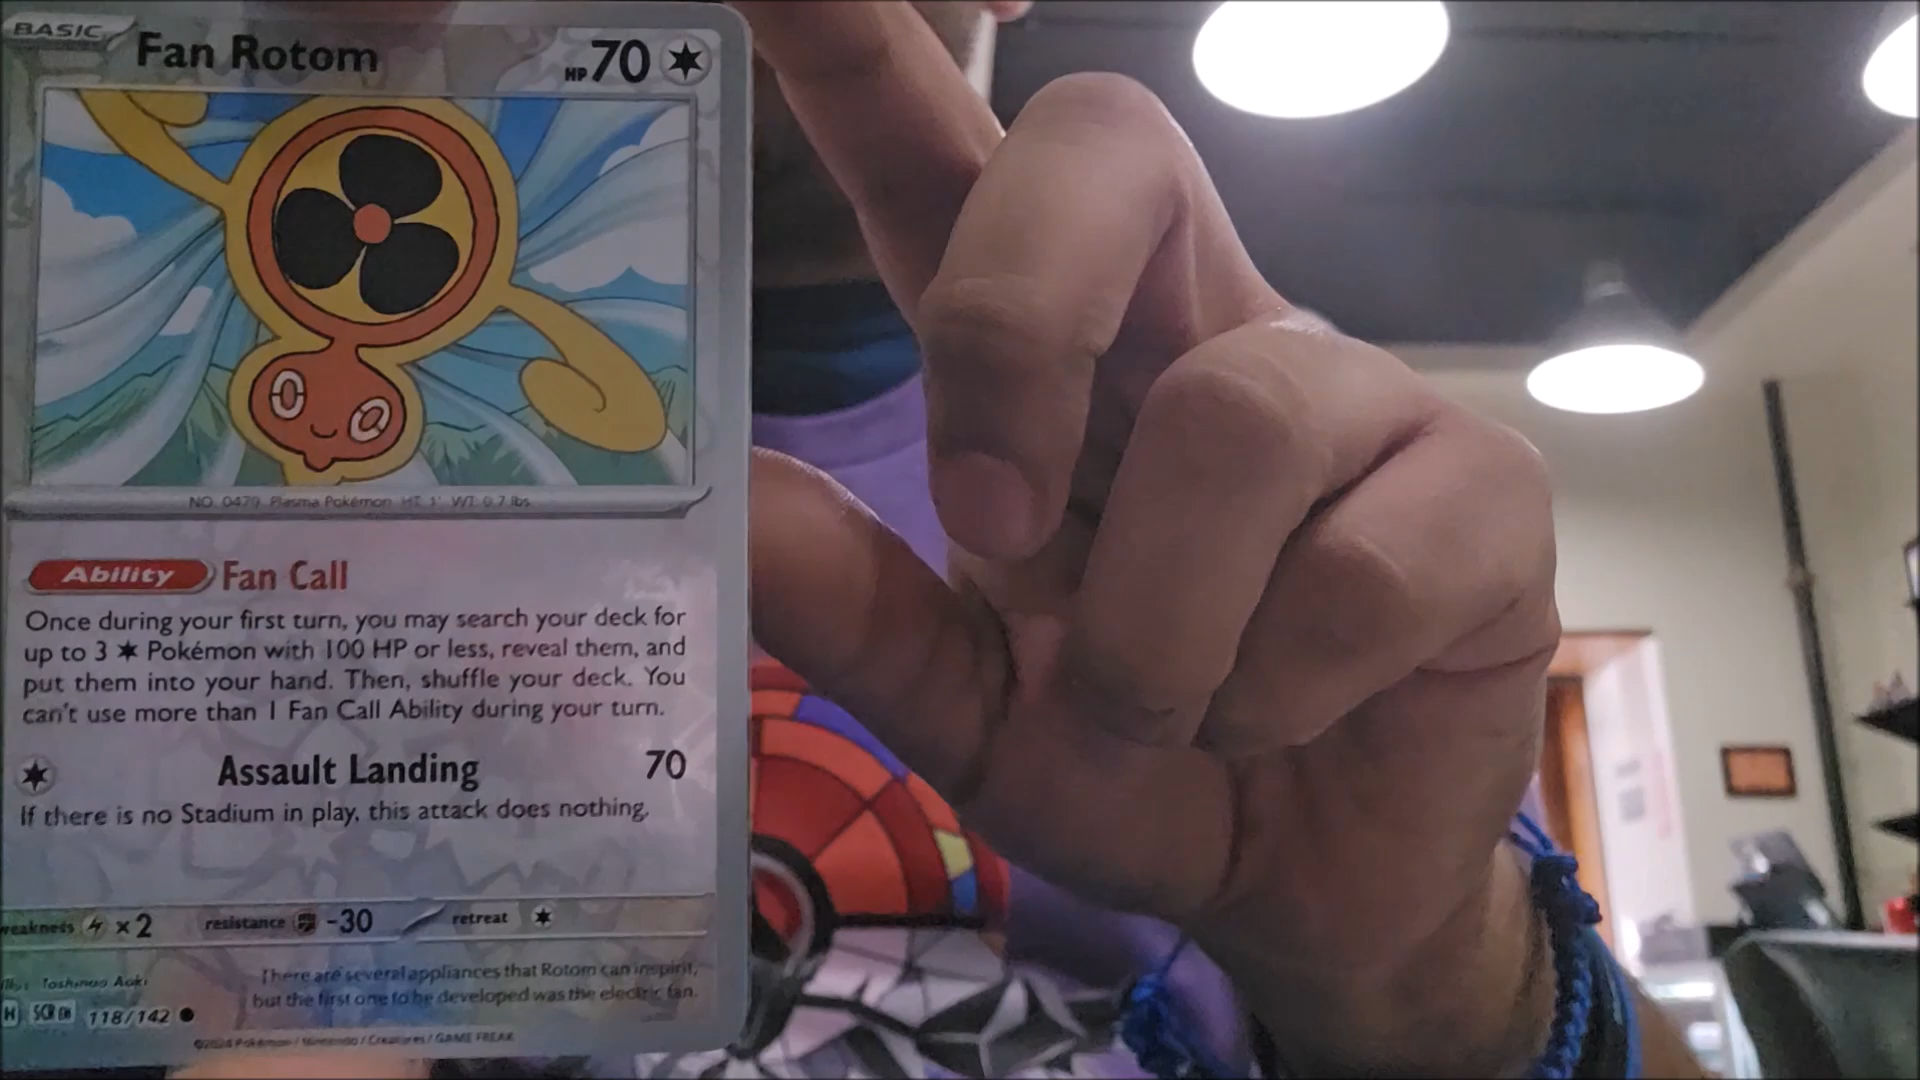 BASIC Fan Rotom HP 70
NO. 0479 Plasma Pokémon HT: 1' WT: 0.7 lbs
Ability Fan Call
Once during your first turn, you may search your deck for
up to 3 Pokémon with 100 HP or less, reveal them, and
put them into your hand. Then, shuffle your deck. You
can't use more than 1 Fan Call Ability during your turn.
Assault Landing 70
If there is no Stadium in play, this attack does nothing.
weakness ×2 resistance -30 retreat
Illus. Toshinao Aoki
There are several appliances that Rotom can inspirit,
but the first one to be developed was the electric fan.
H SCR EN 118/142
©2024 Pokémon / Nintendo / Creatures / GAME FREAK